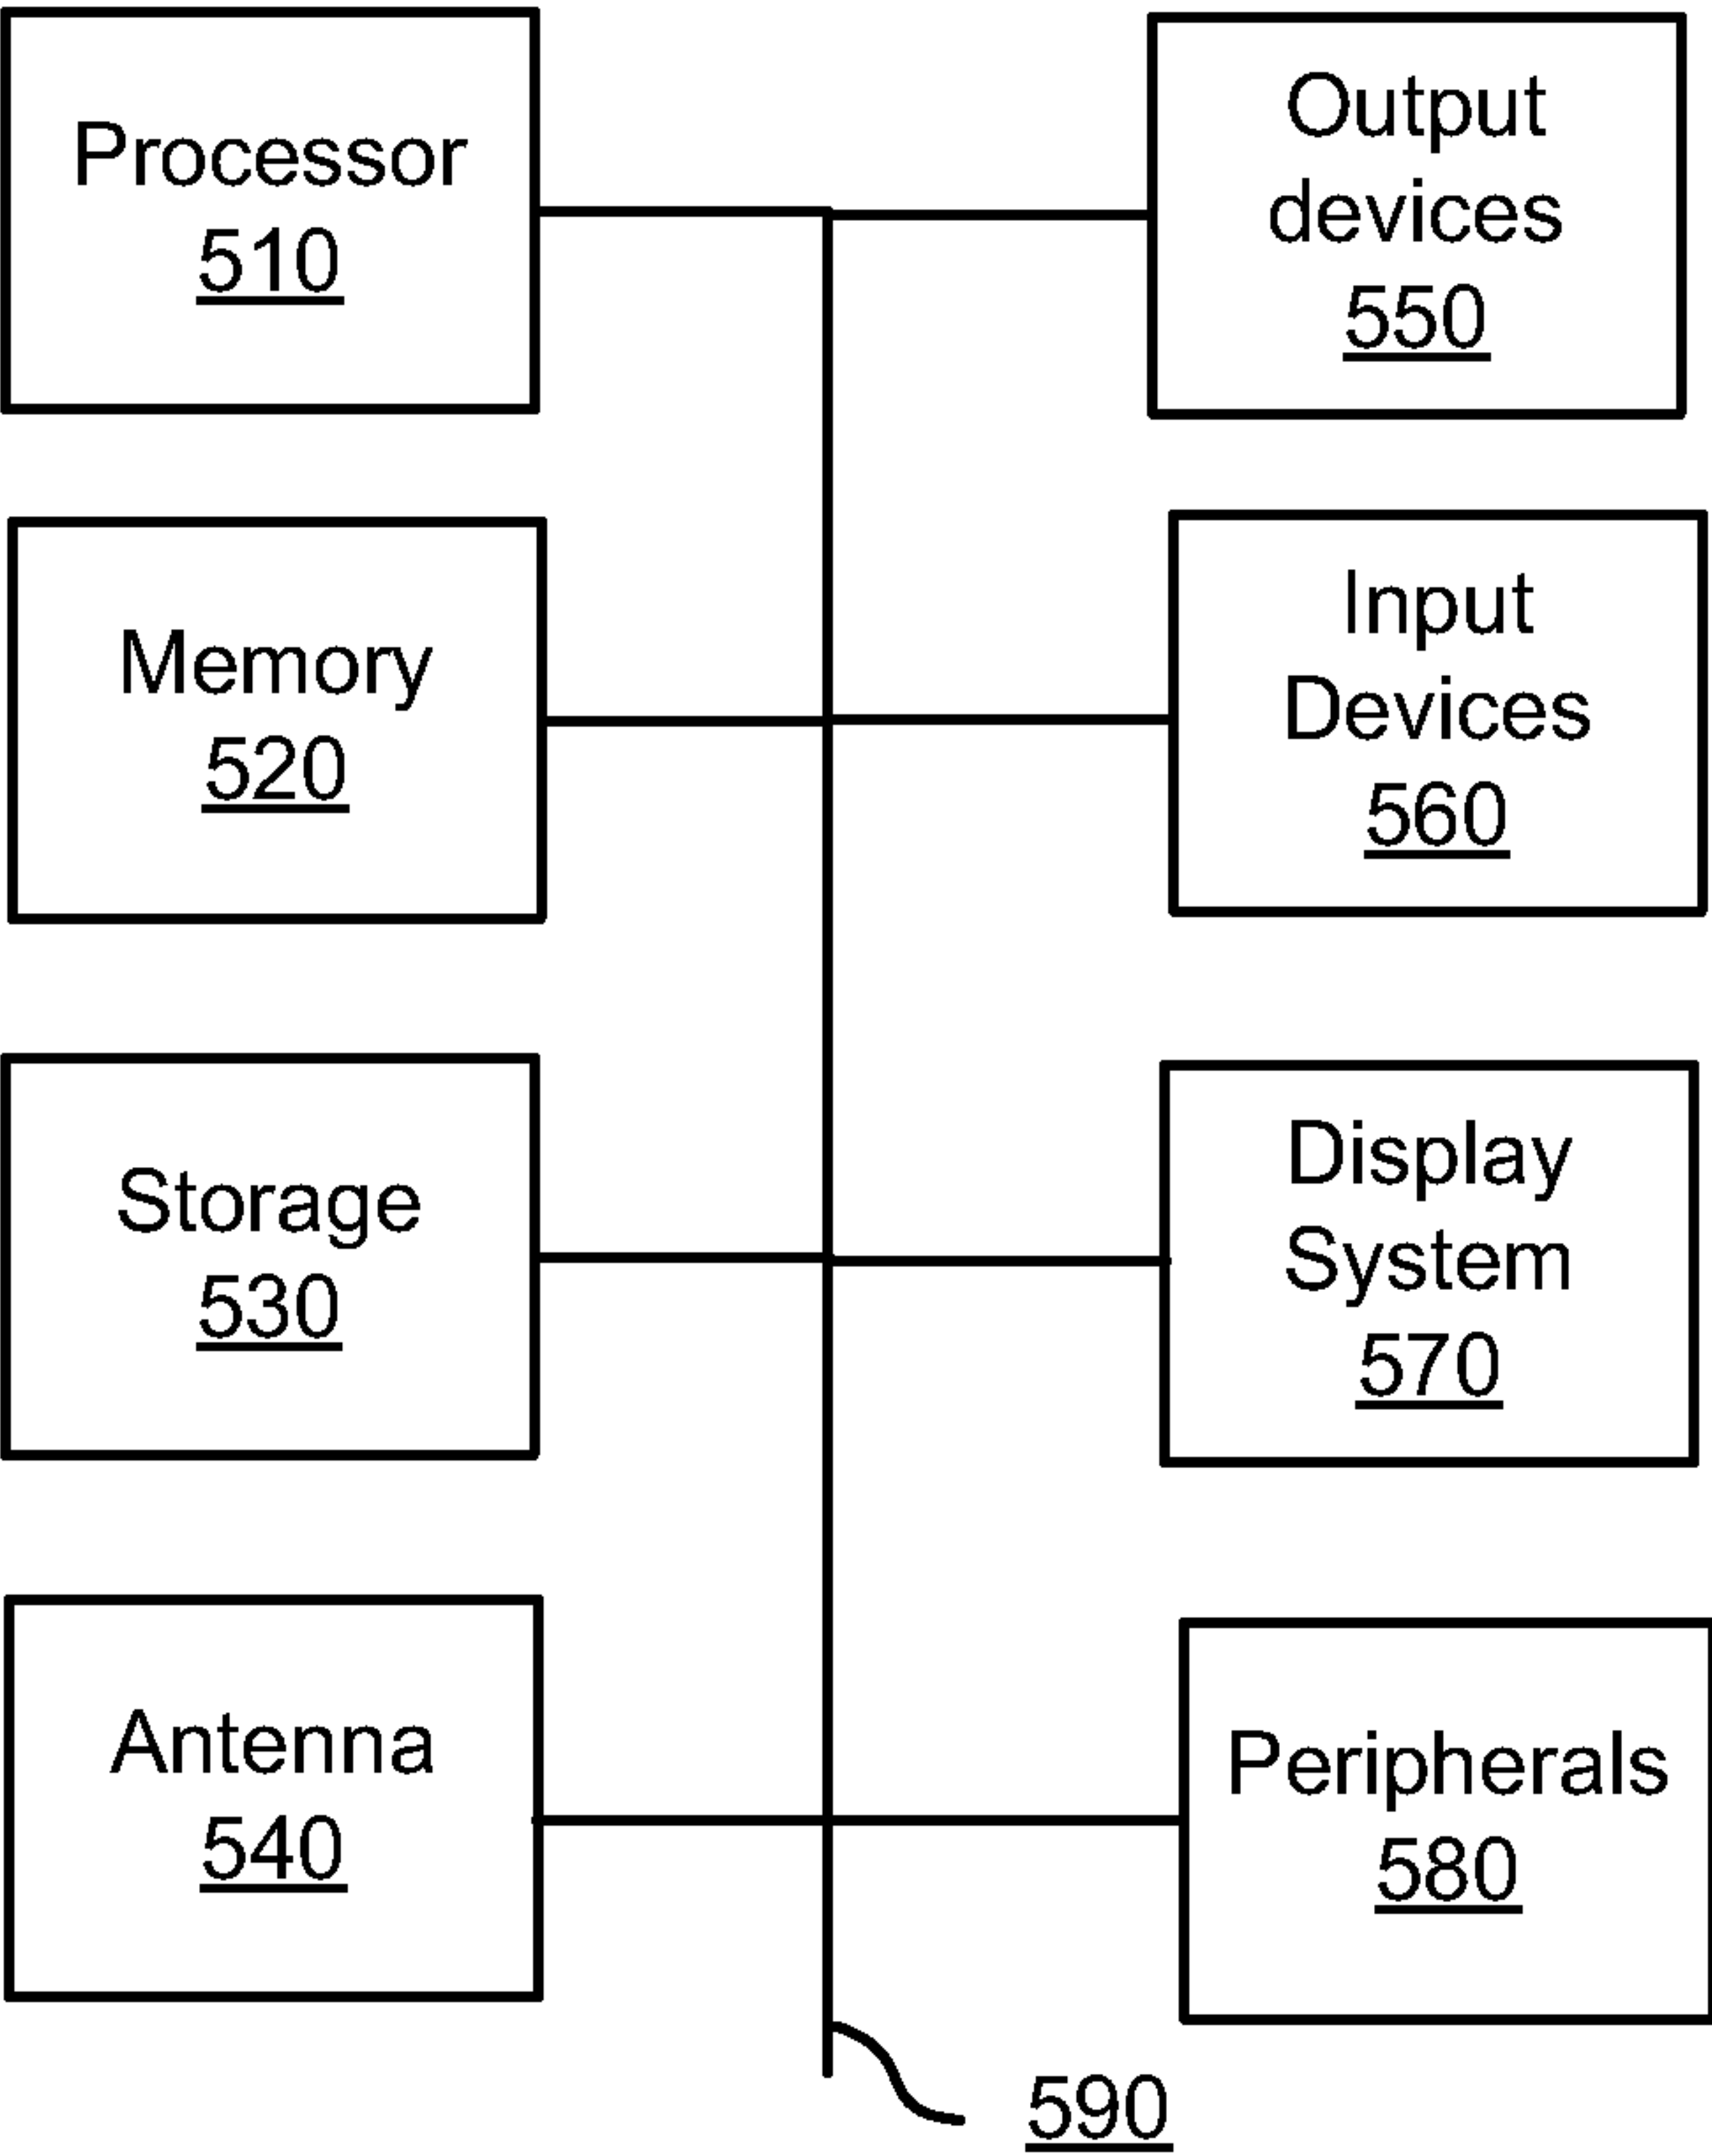 Processor
510
Output
devices
550
Memory
520
Input
Devices
560
Storage
530
Display
System
570
Antenna
540
Peripherals
580
590